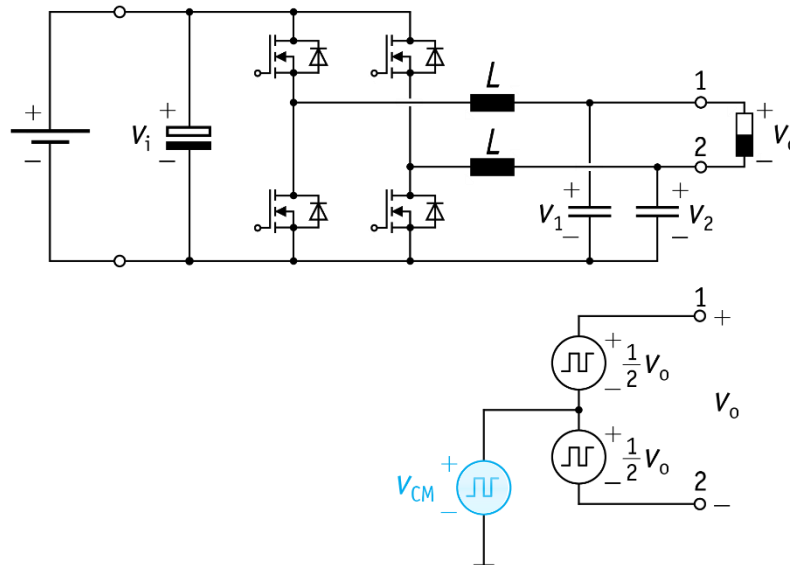 L
1
+
+
+
V_i
V_o
−
−
−
2
L
+
+
V_1
V_2
−
−
1
+
+
1/2 V_o
−
V_o
+
+
1/2 V_o
V_CM
−
2
−
−